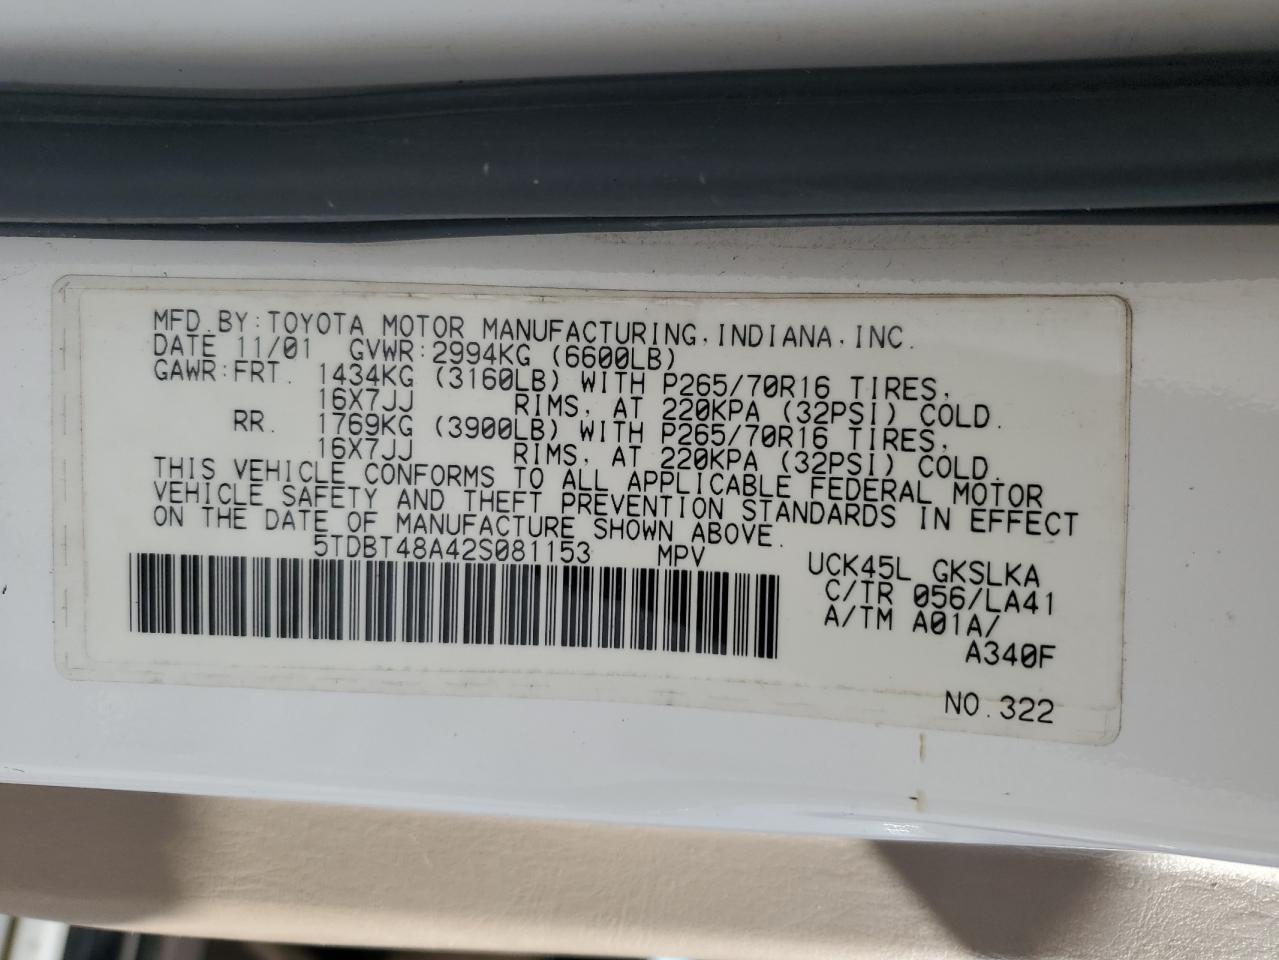 MFD.BY:TOYOTA MOTOR MANUFACTURING,INDIANA,INC.
DATE 11/01 GVWR:2994KG (6600LB)
GAWR:FRT. 1434KG (3160LB) WITH P265/70R16 TIRES,
16X7JJ RIMS, AT 220KPA (32PSI) COLD.
RR. 1769KG (3900LB) WITH P265/70R16 TIRES,
16X7JJ RIMS, AT 220KPA (32PSI) COLD.
THIS VEHICLE CONFORMS TO ALL APPLICABLE FEDERAL MOTOR
VEHICLE SAFETY AND THEFT PREVENTION STANDARDS IN EFFECT
ON THE DATE OF MANUFACTURE SHOWN ABOVE.
5TDBT48A42S081153 MPV
UCK45L GKSLKA
C/TR 056/LA41
A/TM A01A/
A340F
NO.322